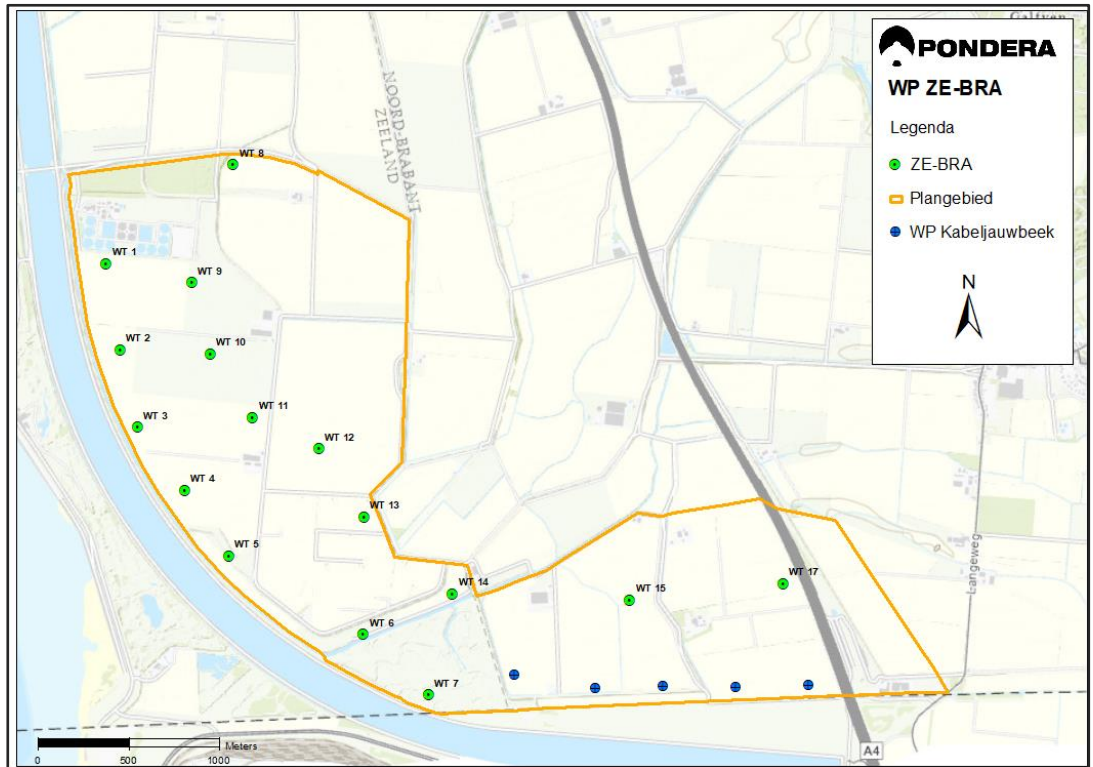 PONDERA
WP ZE-BRA
Legenda
ZE-BRA
Plangebied
WP Kabeljauwbeek
N
NOORD-BRABANT
ZEELAND
WT 8
WT 1
WT 9
WT 2
WT 10
WT 3
WT 11
WT 12
WT 4
WT 13
WT 5
WT 14
WT 15
WT 17
WT 6
WT 7
Langeweg
A4
0
500
1000
Meters